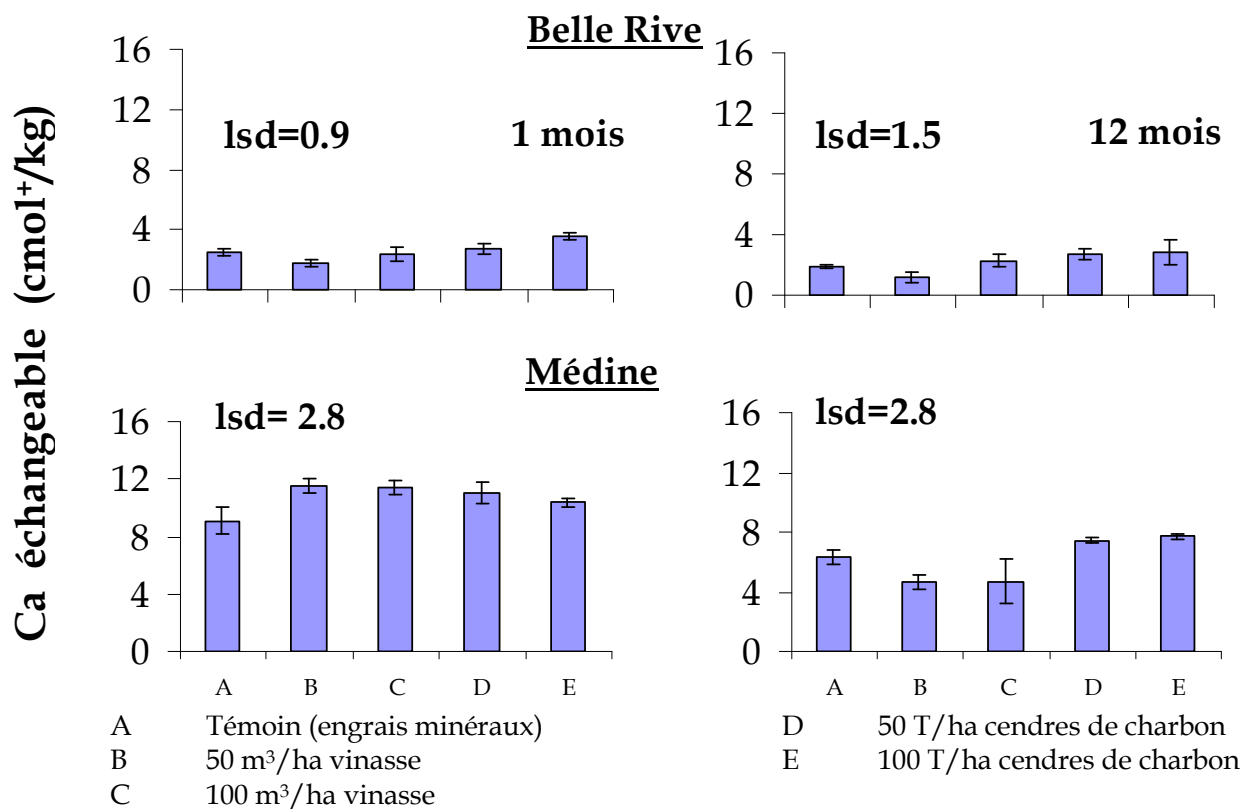 Belle Rive
Ca échangeable (cmol⁺/kg)
16
12
8
4
0
lsd=0.9 1 mois
16
12
8
4
0
lsd=1.5 12 mois
Médine
16
12
8
4
0
lsd= 2.8
A B C D E
16
12
8
4
0
lsd=2.8
A B C D E
A Témoin (engrais minéraux)
B 50 m³/ha vinasse
C 100 m³/ha vinasse
D 50 T/ha cendres de charbon
E 100 T/ha cendres de charbon